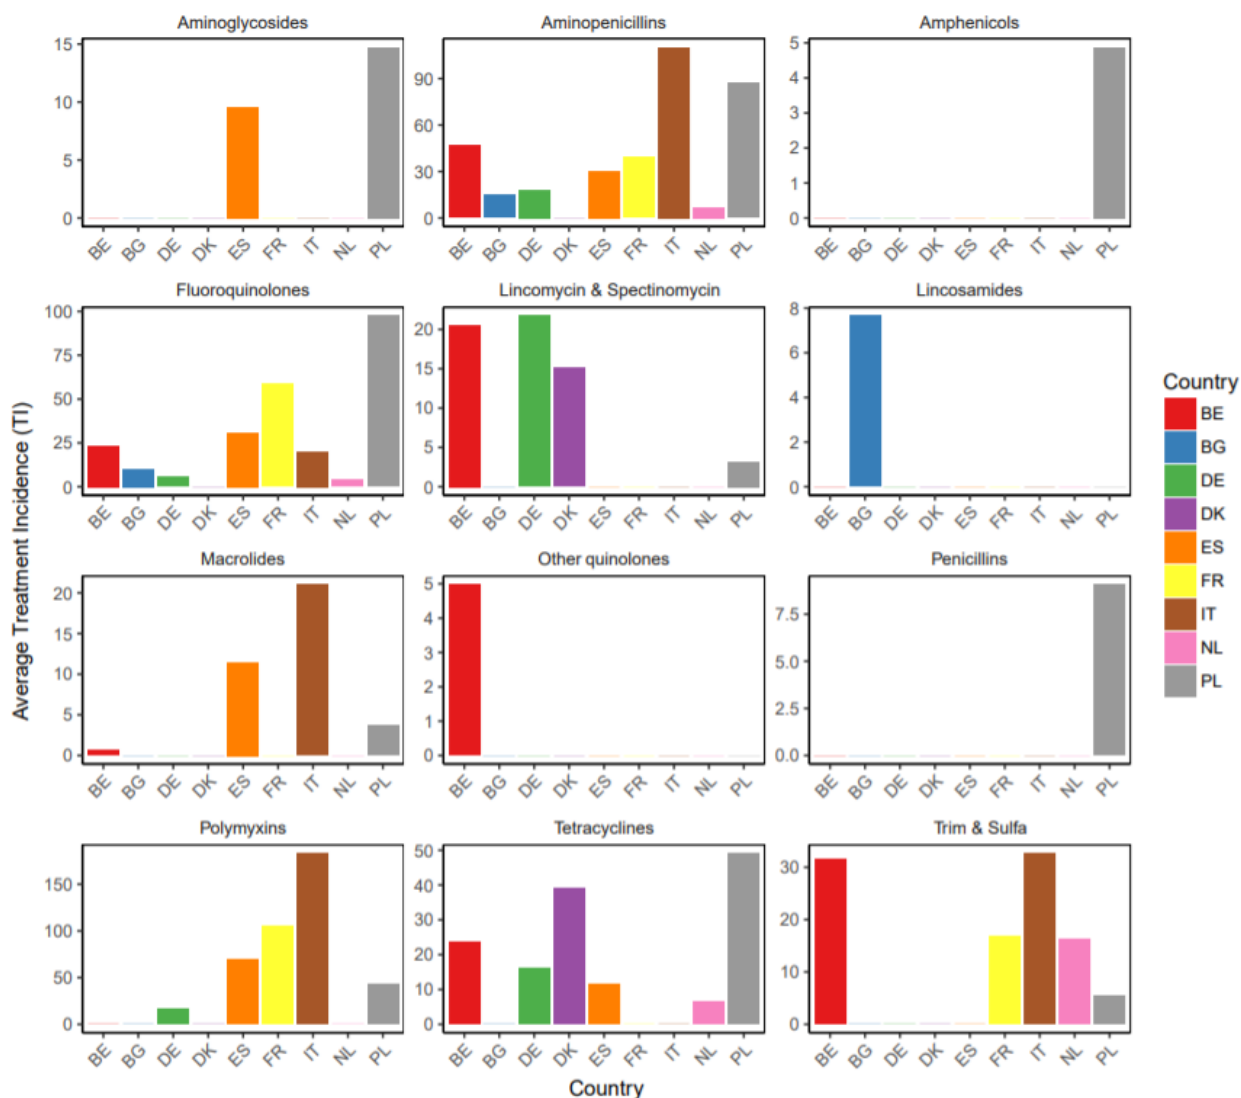 Aminoglycosides Aminopenicillins Amphenicols
15 90 5
10 60 4
5 30 3
0 0 2
1
0
BE BG DE DK ES FR IT NL PL BE BG DE DK ES FR IT NL PL BE BG DE DK ES FR IT NL PL
Fluoroquinolones Lincomycin & Spectinomycin Lincosamides
100 20 8
75 15 6
50 10 4
25 5 2
0 0 0
BE BG DE DK ES FR IT NL PL BE BG DE DK ES FR IT NL PL BE BG DE DK ES FR IT NL PL
Macrolides Other quinolones Penicillins
20 5 7.5
15 4 5.0
10 3 2.5
5 2 0.0
0 1
0
BE BG DE DK ES FR IT NL PL BE BG DE DK ES FR IT NL PL BE BG DE DK ES FR IT NL PL
Polymyxins Tetracyclines Trim & Sulfa
150 50 30
100 40 20
50 30 10
0 20 0
10
0
BE BG DE DK ES FR IT NL PL BE BG DE DK ES FR IT NL PL BE BG DE DK ES FR IT NL PL
Average Treatment Incidence (TI)
Country
Country
BE
BG
DE
DK
ES
FR
IT
NL
PL